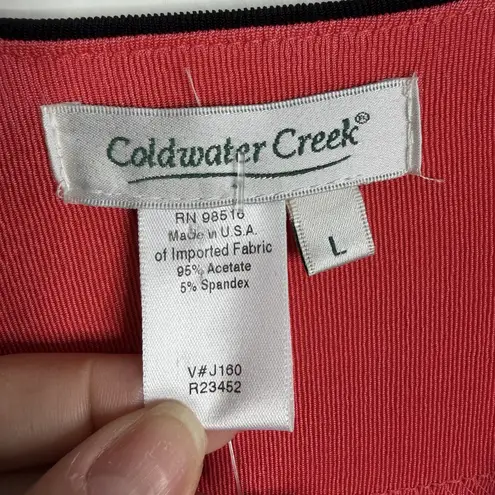 Coldwater Creek®
RN 98516
Made in U.S.A.
of Imported Fabric
95% Acetate
5% Spandex
V#J160
R23452
L